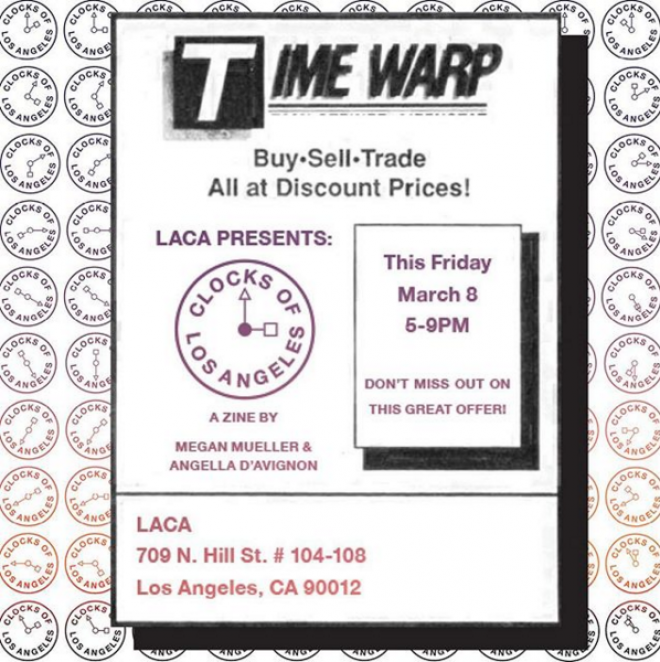 TIME WARP
Buy•Sell•Trade
All at Discount Prices!
LACA PRESENTS:
CLOCKS OF
LOS ANGELES
A ZINE BY
MEGAN MUELLER &
ANGELLA D'AVIGNON
This Friday
March 8
5-9PM
DON'T MISS OUT ON
THIS GREAT OFFER!
LACA
709 N. Hill St. # 104-108
Los Angeles, CA 90012